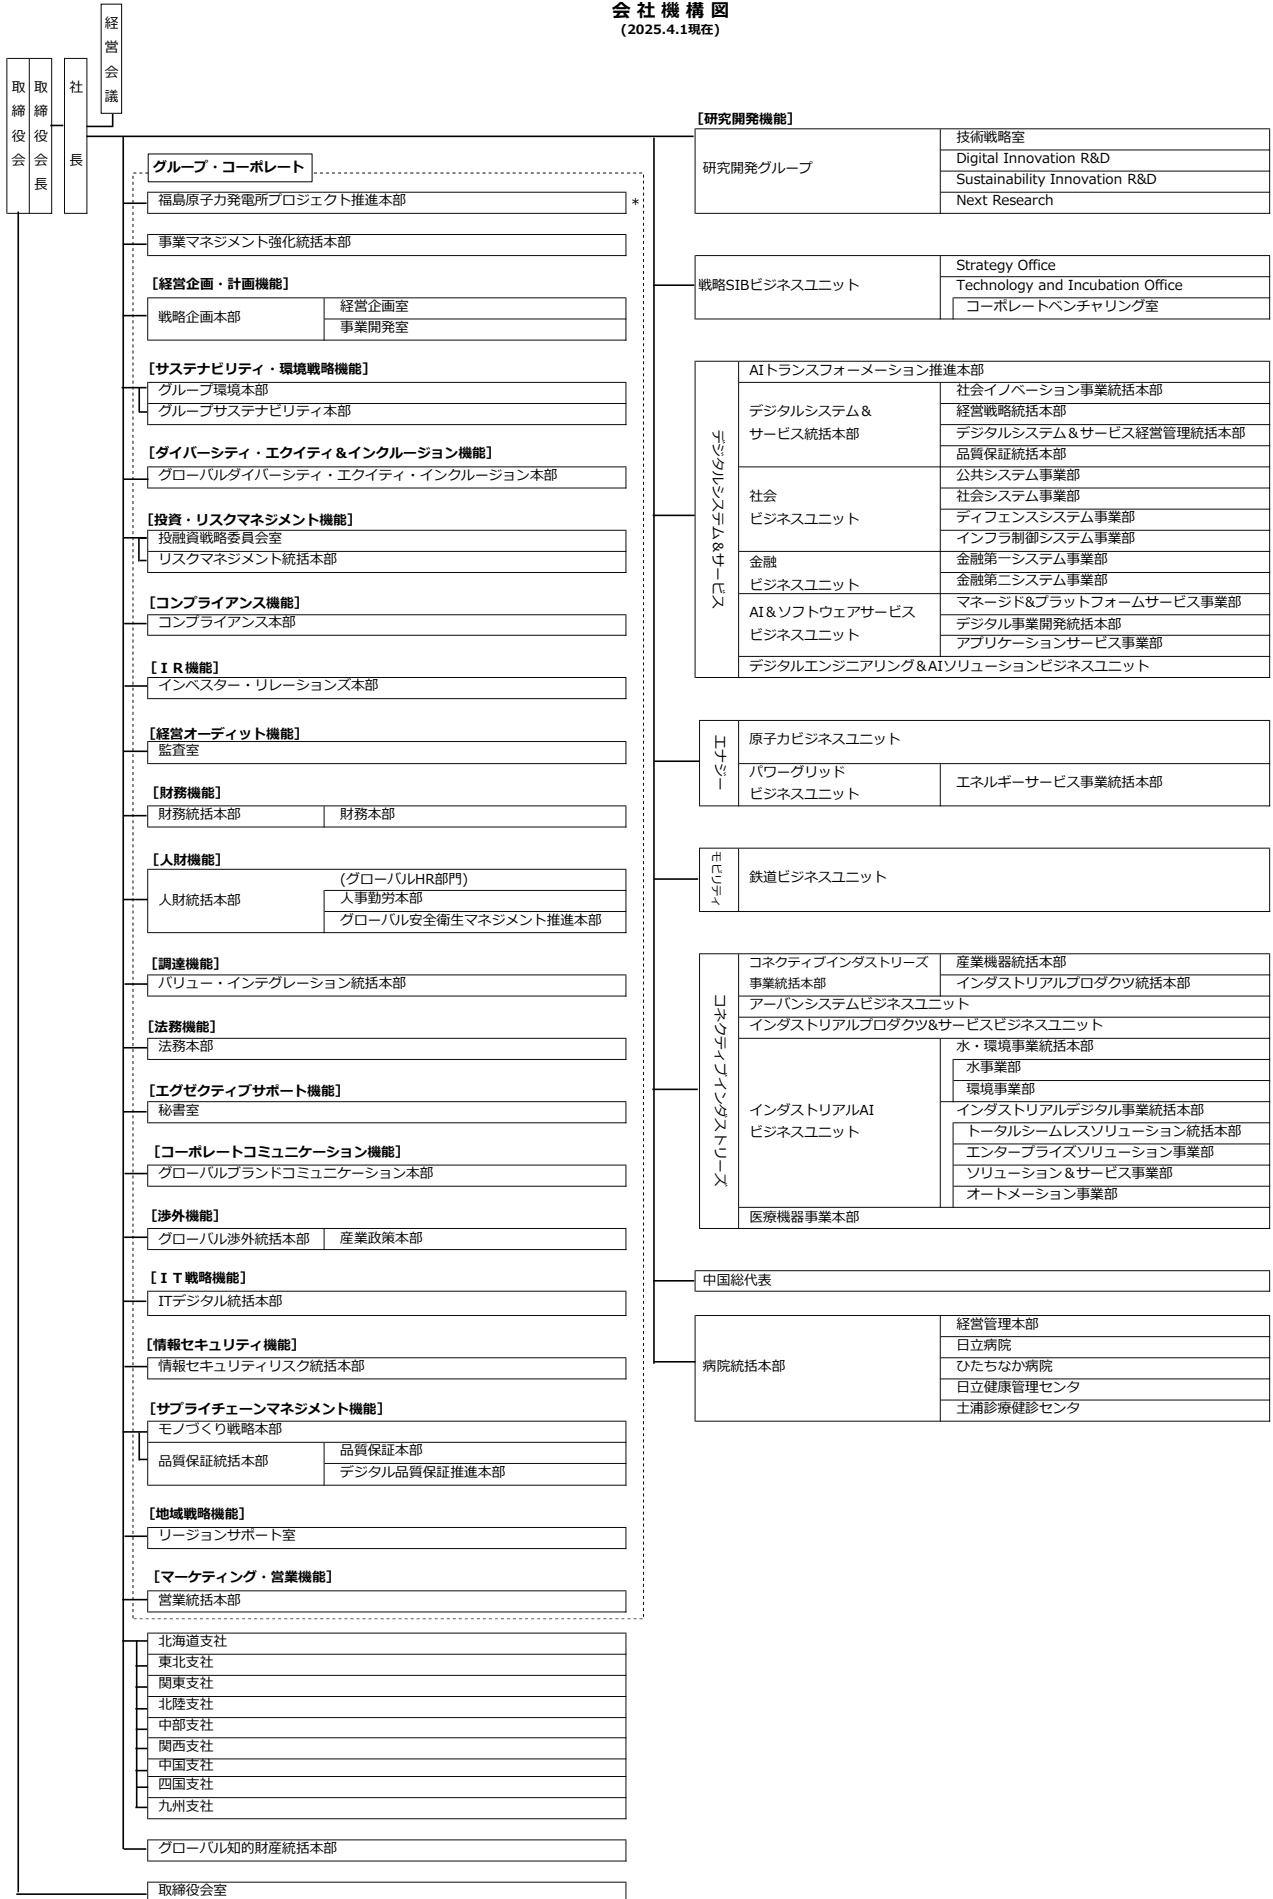 会社機構図
(2025.4.1現在)
経営会議
取締役会
取締役会長
社長
グループ・コーポレート
福島原子力発電所プロジェクト推進本部
*
事業マネジメント強化統括本部
[経営企画・計画機能]
戦略企画本部
経営企画室
事業開発室
[サステナビリティ・環境戦略機能]
グループ環境本部
グループサステナビリティ本部
[ダイバーシティ・エクイティ&インクルージョン機能]
グローバルダイバーシティ・エクイティ・インクルージョン本部
[投資・リスクマネジメント機能]
投融資戦略委員会室
リスクマネジメント統括本部
[コンプライアンス機能]
コンプライアンス本部
[ＩＲ機能]
インベスター・リレーションズ本部
[経営オーディット機能]
監査室
[財務機能]
財務統括本部
財務本部
[人財機能]
人財統括本部
(グローバルHR部門)
人事勤労本部
グローバル安全衛生マネジメント推進本部
[調達機能]
バリュー・インテグレーション統括本部
[法務機能]
法務本部
[エグゼクティブサポート機能]
秘書室
[コーポレートコミュニケーション機能]
グローバルブランドコミュニケーション本部
[渉外機能]
グローバル渉外統括本部
産業政策本部
[ＩＴ戦略機能]
ITデジタル統括本部
[情報セキュリティ機能]
情報セキュリティリスク統括本部
[サプライチェーンマネジメント機能]
モノづくり戦略本部
品質保証統括本部
品質保証本部
デジタル品質保証推進本部
[地域戦略機能]
リージョンサポート室
[マーケティング・営業機能]
営業統括本部
北海道支社
東北支社
関東支社
北陸支社
中部支社
関西支社
中国支社
四国支社
九州支社
グローバル知的財産統括本部
取締役会室
[研究開発機能]
研究開発グループ
技術戦略室
Digital Innovation R&D
Sustainability Innovation R&D
Next Research
戦略SIBビジネスユニット
Strategy Office
Technology and Incubation Office
コーポレートベンチャリング室
デジタルシステム&サービス
AIトランスフォーメーション推進本部
デジタルシステム&
サービス統括本部
社会イノベーション事業統括本部
経営戦略統括本部
デジタルシステム&サービス経営管理統括本部
品質保証統括本部
社会
ビジネスユニット
公共システム事業部
社会システム事業部
ディフェンスシステム事業部
インフラ制御システム事業部
金融
ビジネスユニット
金融第一システム事業部
金融第二システム事業部
AI&ソフトウェアサービス
ビジネスユニット
マネージド&プラットフォームサービス事業部
デジタル事業開発統括本部
アプリケーションサービス事業部
デジタルエンジニアリング&AIソリューションビジネスユニット
エナジー
原子力ビジネスユニット
パワーグリッド
ビジネスユニット
エネルギーサービス事業統括本部
モビリティ
鉄道ビジネスユニット
コネクティブインダストリーズ
コネクティブインダストリーズ
事業統括本部
産業機器統括本部
インダストリアルプロダクツ統括本部
アーバンシステムビジネスユニット
インダストリアルプロダクツ&サービスビジネスユニット
インダストリアルAI
ビジネスユニット
水・環境事業統括本部
水事業部
環境事業部
インダストリアルデジタル事業統括本部
トータルシームレスソリューション統括本部
エンタープライズソリューション事業部
ソリューション&サービス事業部
オートメーション事業部
医療機器事業本部
中国総代表
病院統括本部
経営管理本部
日立病院
ひたちなか病院
日立健康管理センタ
土浦診療健診センタ